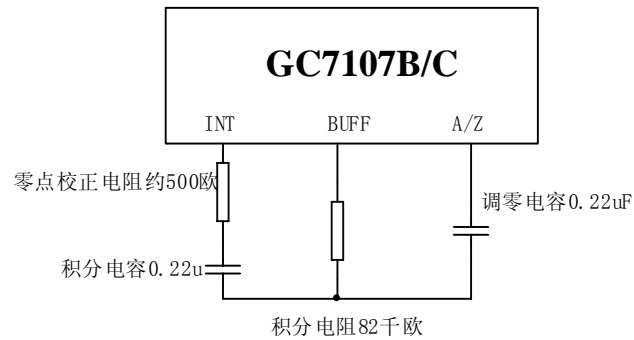 GC7107B/C
INT BUFF A/Z
零点校正电阻约500欧
调零电容0.22uF
积分电容0.22u
积分电阻82千欧